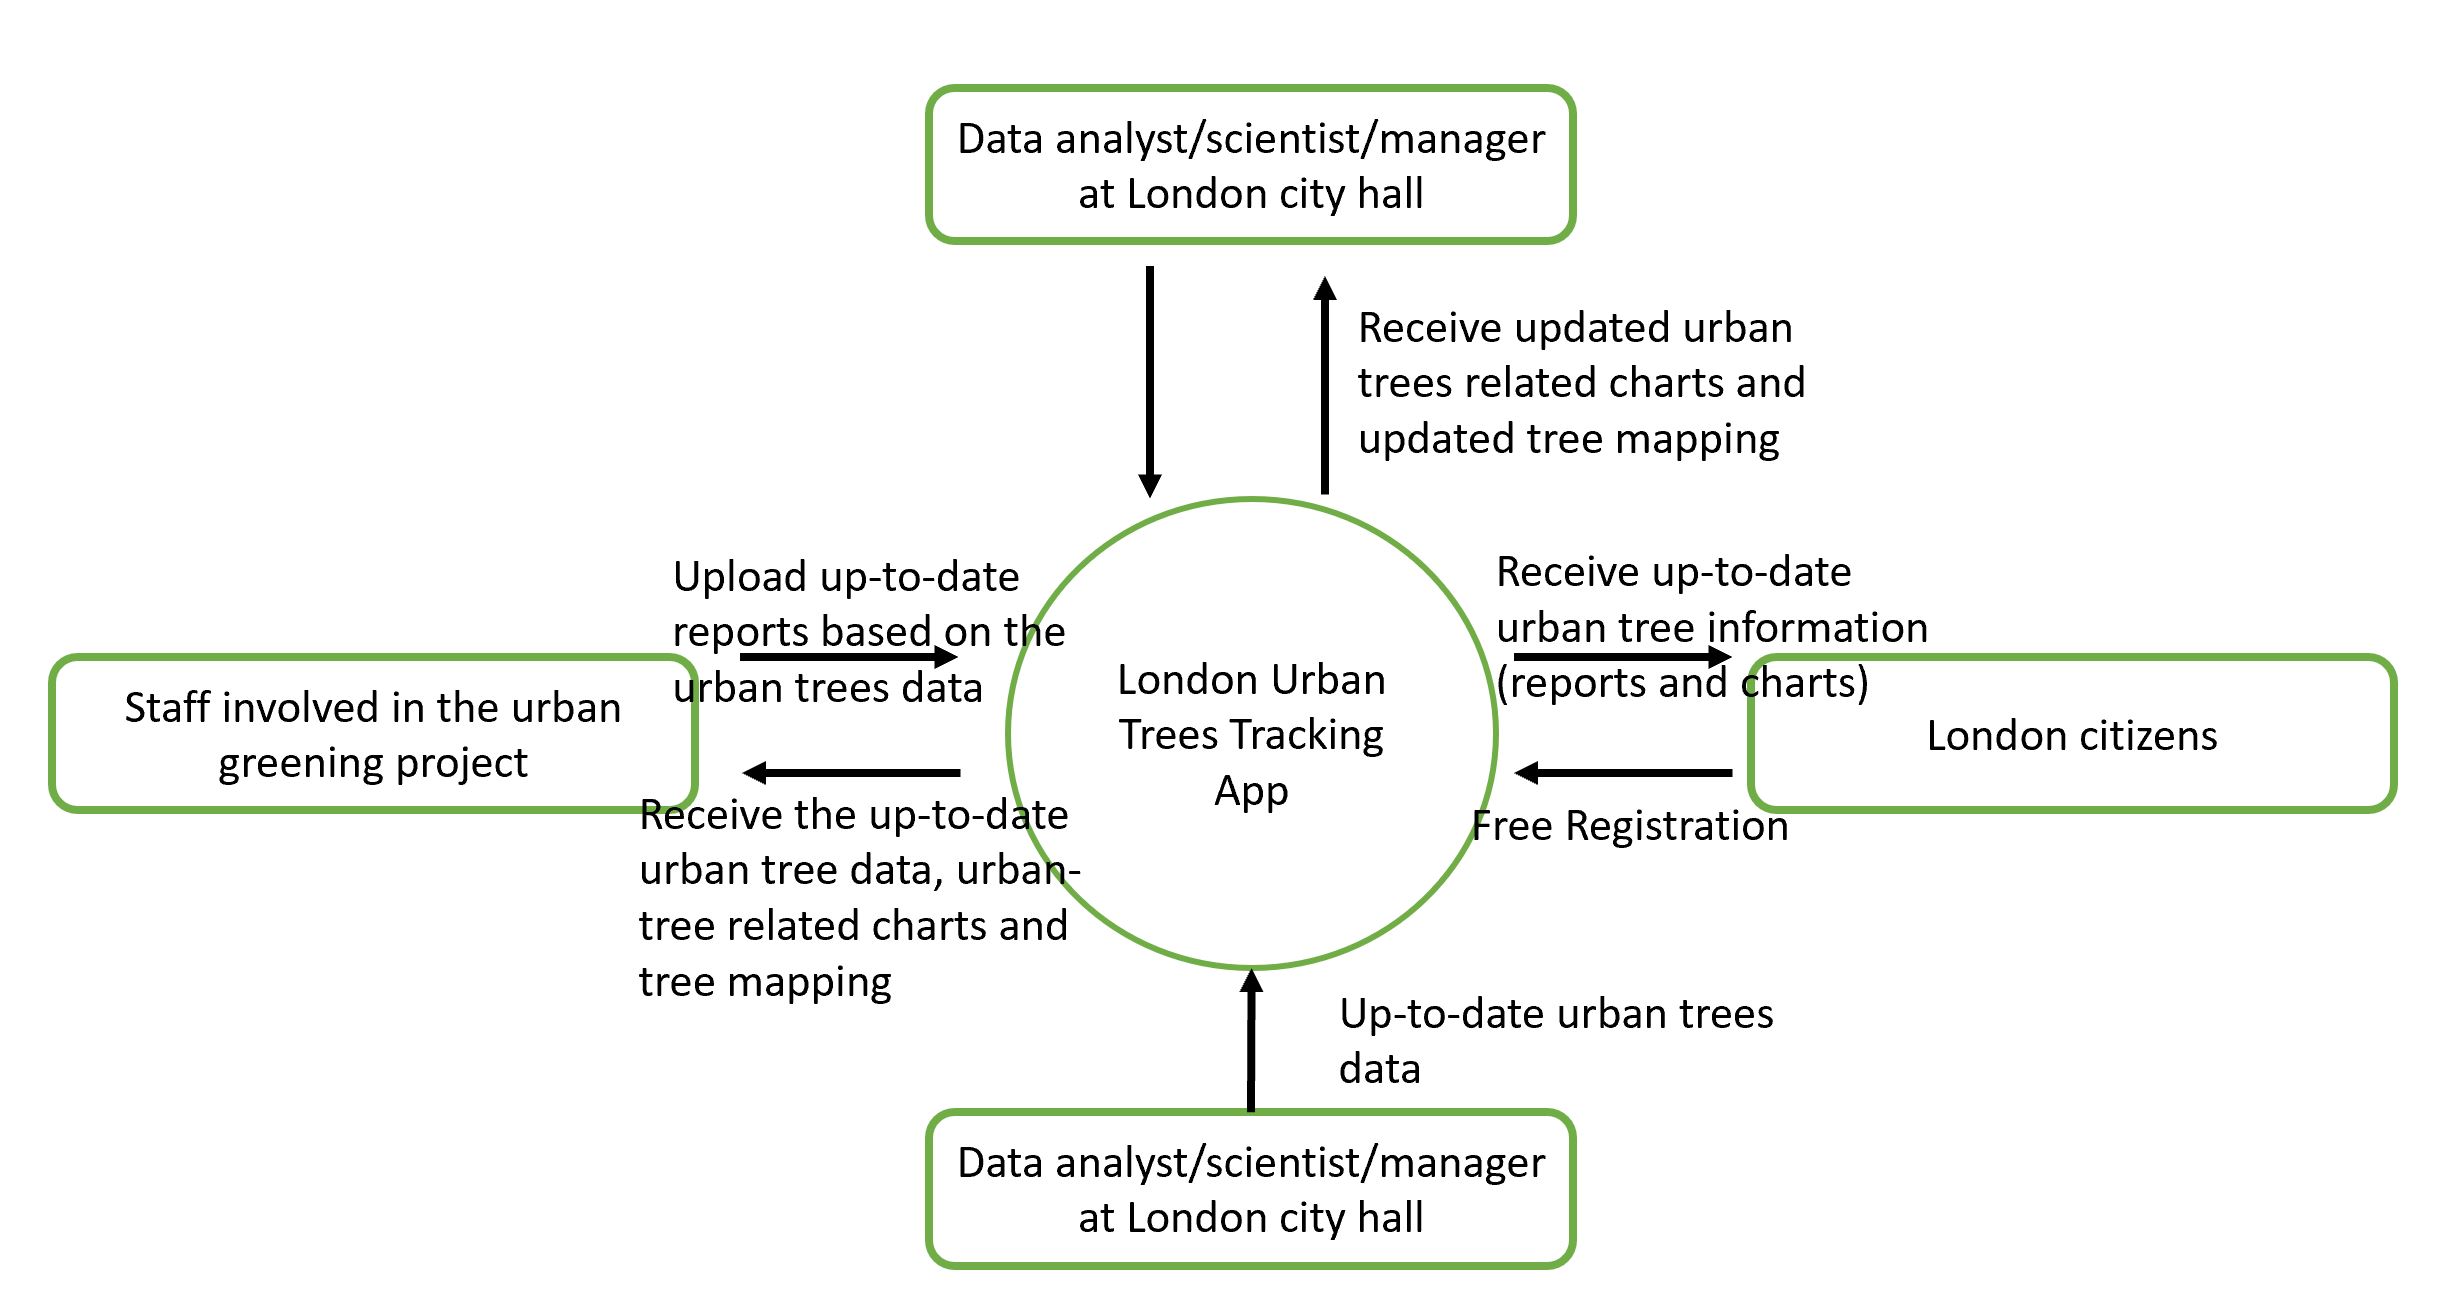 Data analyst/scientist/manager
at London city hall
Receive updated urban
trees related charts and
updated tree mapping
Upload up-to-date
reports based on the
urban trees data
Receive up-to-date
urban tree information
(reports and charts)
Staff involved in the urban
greening project
London Urban
Trees Tracking
App
London citizens
Receive the up-to-date
urban tree data, urban-
tree related charts and
tree mapping
Free Registration
Up-to-date urban trees
data
Data analyst/scientist/manager
at London city hall